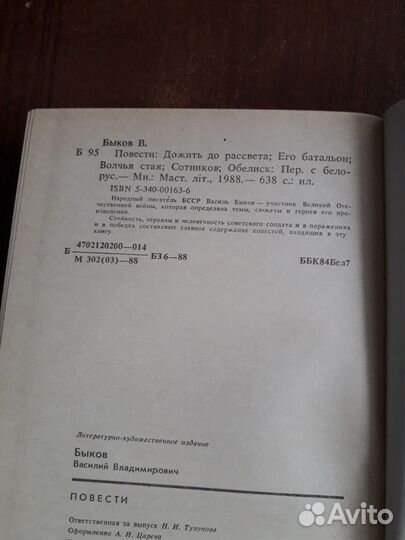 Быков В.
Б 95 Повести: Дожить до рассвета; Его батальон;
Волчья стая; Сотников; Обелиск: Пер. с бело-
рус.— Мн.: Маст. літ., 1988.— 638 с.: ил.
ISBN 5-340-00163-6
Народный писатель БССР Василь Быков — участник Великой Оте-
чественной войны, которая определила темы, сюжеты и героев его про-
изведений.
Стойкость, героизм и человечность советского солдата и в поражениях
и в победах составляют главное содержание повестей, входящих в эту
книгу.
Б 4702120200—014 БЗ 6—88 ББК84Бел7
М 302(03)—88
Литературно-художественное издание
Быков
Василий Владимирович
ПОВЕСТИ
Ответственная за выпуск Н. И. Тулупова
Оформление А. Н. Царева
Avito